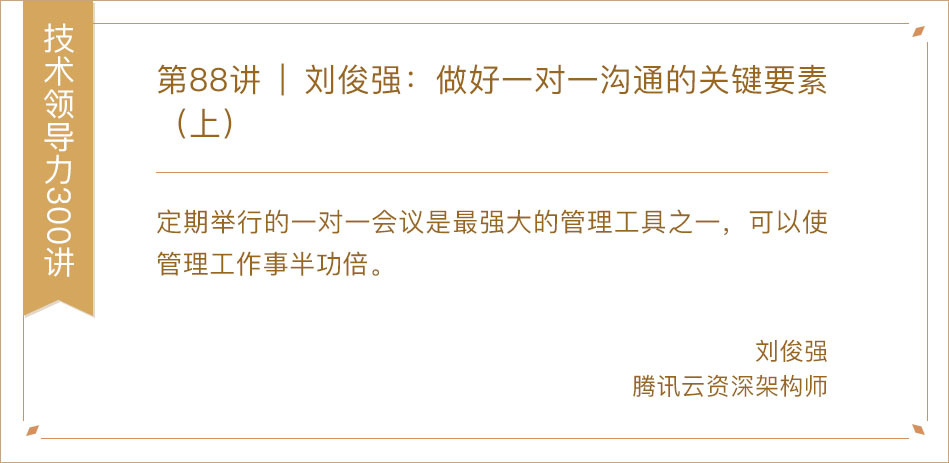 技术领导力300讲
第88讲 | 刘俊强：做好一对一沟通的关键要素
（上）
定期举行的一对一会议是最强大的管理工具之一，可以使
管理工作事半功倍。
刘俊强
腾讯云资深架构师